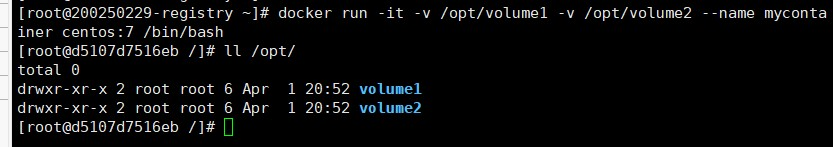 [root@200250229-registry ~]# docker run -it -v /opt/volume1 -v /opt/volume2 --name myconta
iner centos:7 /bin/bash
[root@d5107d7516eb /]# ll /opt/
total 0
drwxr-xr-x 2 root root 6 Apr  1 20:52 volume1
drwxr-xr-x 2 root root 6 Apr  1 20:52 volume2
[root@d5107d7516eb /]#